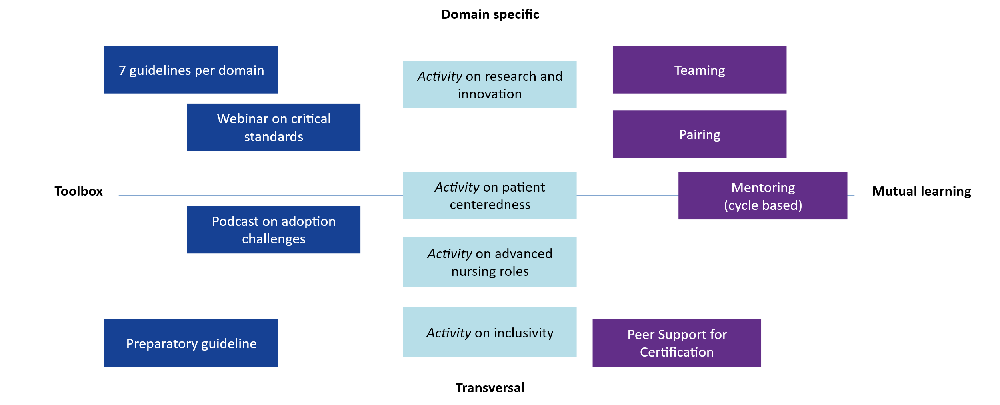 Domain specific
7 guidelines per domain
Activity on research and
innovation
Teaming
Webinar on critical
standards
Pairing
Toolbox
Activity on patient
centeredness
Mentoring
(cycle based)
Mutual learning
Podcast on adoption
challenges
Activity on advanced
nursing roles
Preparatory guideline
Activity on inclusivity
Peer Support for
Certification
Transversal